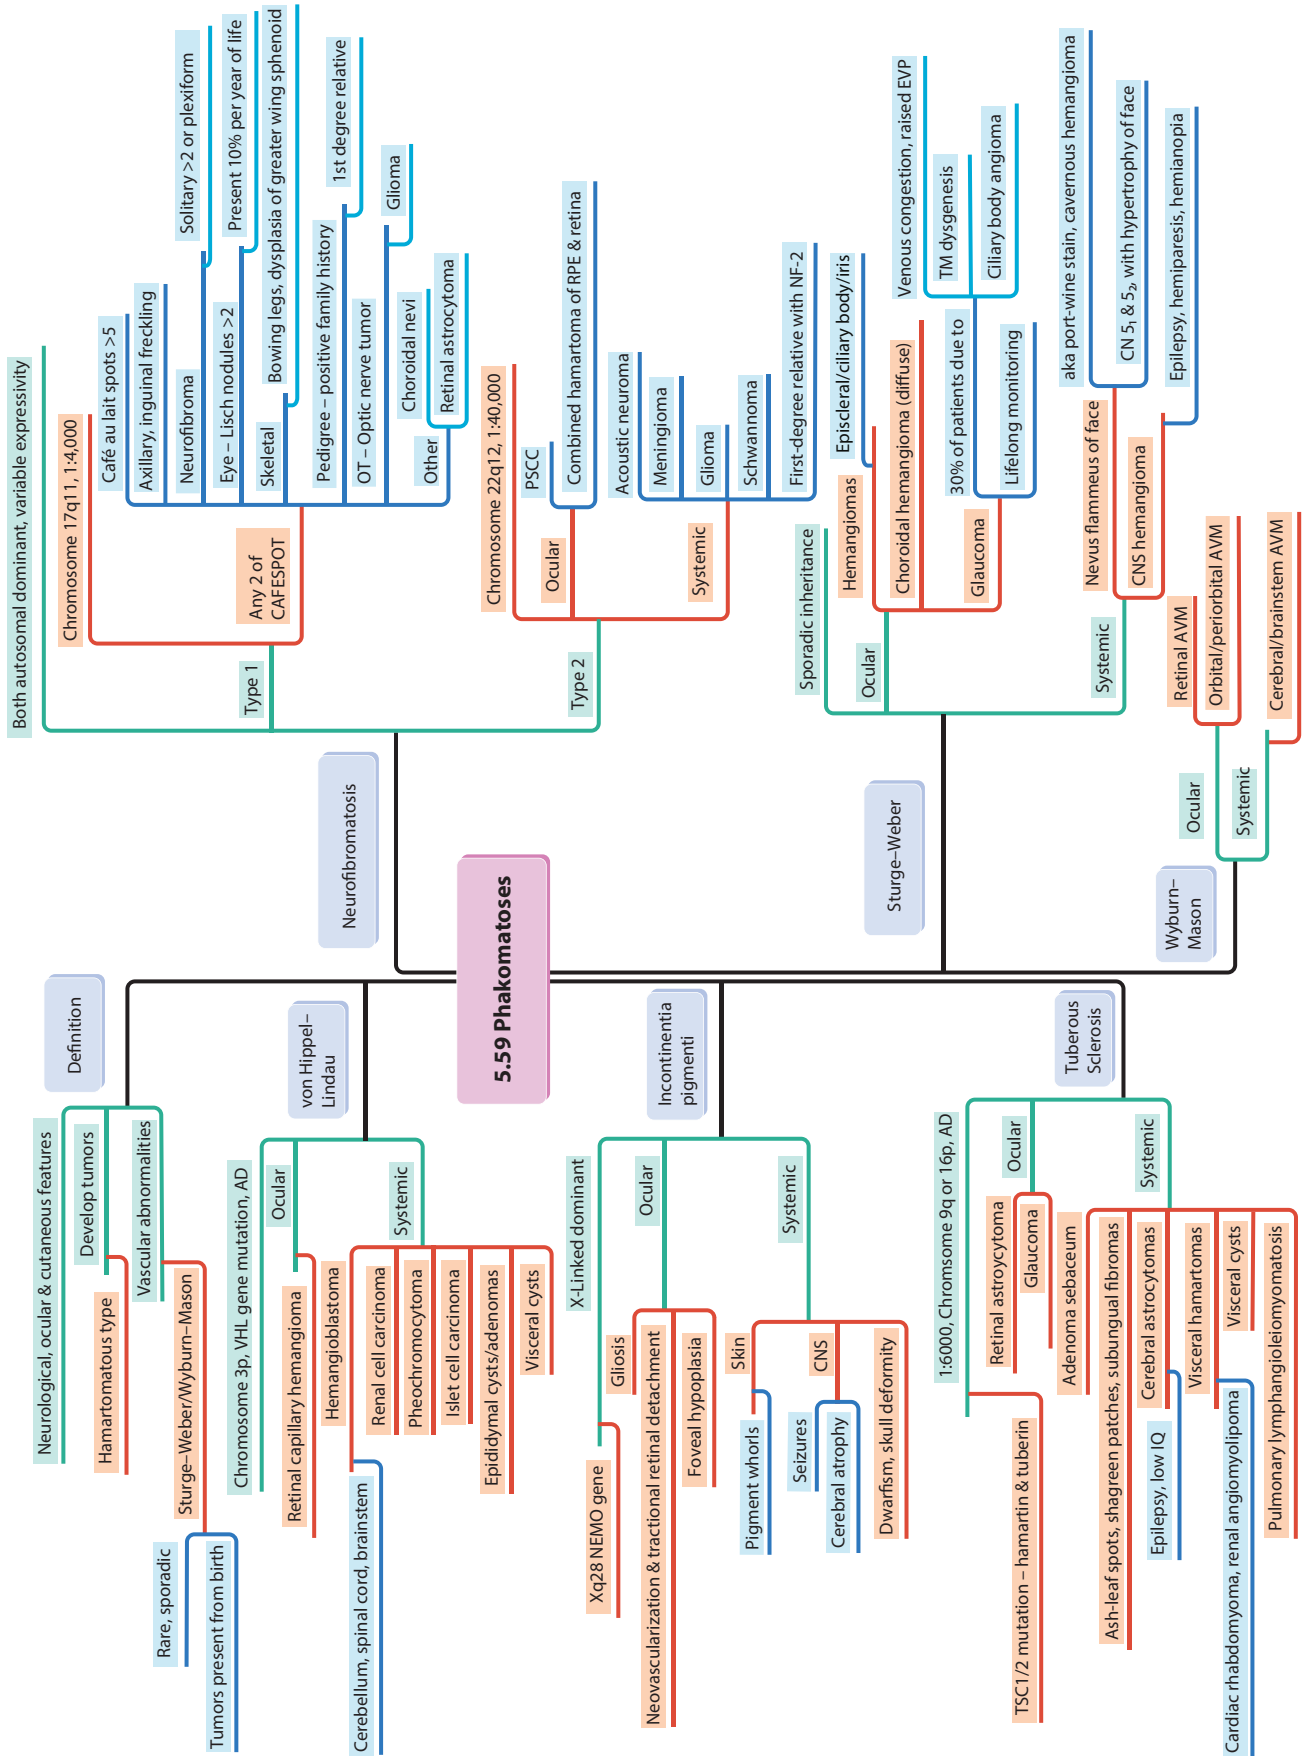 5.59 Phakomatoses
Definition
Neurological, ocular & cutaneous features
Develop tumors
Hamartomatous type
Vascular abnormalities
Sturge–Weber/Wyburn–Mason
Rare, sporadic
Tumors present from birth
von Hippel–
Lindau
Chromosome 3p, VHL gene mutation, AD
Ocular
Retinal capillary hemangioma
Systemic
Hemangioblastoma
Cerebellum, spinal cord, brainstem
Renal cell carcinoma
Pheochromocytoma
Islet cell carcinoma
Epididymal cysts/adenomas
Visceral cysts
Incontinentia
pigmenti
X-Linked dominant
Xq28 NEMO gene
Ocular
Gliosis
Neovascularization & tractional retinal detachment
Foveal hypoplasia
Systemic
Skin
Pigment whorls
CNS
Seizures
Cerebral atrophy
Dwarfism, skull deformity
Tuberous
Sclerosis
1:6000, Chromosome 9q or 16p, AD
TSC1/2 mutation – hamartin & tuberin
Ocular
Retinal astrocytoma
Glaucoma
Systemic
Adenoma sebaceum
Ash-leaf spots, shagreen patches, subungual fibromas
Cerebral astrocytomas
Epilepsy, low IQ
Visceral hamartomas
Cardiac rhabdomyoma, renal angiomyolipoma
Visceral cysts
Pulmonary lymphangioleiomyomatosis
Neurofibromatosis
Both autosomal dominant, variable expressivity
Type 1
Chromosome 17q11, 1:4,000
Any 2 of
CAFESPOT
Café au lait spots >5
Axillary, inguinal freckling
Neurofibroma
Solitary >2 or plexiform
Eye – Lisch nodules >2
Present 10% per year of life
Skeletal
Bowing legs, dysplasia of greater wing sphenoid
Pedigree – positive family history
1st degree relative
OT – Optic nerve tumor
Glioma
Other
Choroidal nevi
Retinal astrocytoma
Type 2
Chromosome 22q12, 1:40,000
Ocular
PSCC
Combined hamartoma of RPE & retina
Systemic
Acoustic neuroma
Meningioma
Glioma
Schwannoma
First-degree relative with NF-2
Sturge–Weber
Sporadic inheritance
Ocular
Hemangiomas
Episcleral/ciliary body/iris
Choroidal hemangioma (diffuse)
Glaucoma
30% of patients due to
Venous congestion, raised EVP
TM dysgenesis
Ciliary body angioma
Lifelong monitoring
Systemic
Nevus flammeus of face
aka port-wine stain, cavernous hemangioma
CN 5₁ & 5₂, with hypertrophy of face
CNS hemangioma
Epilepsy, hemiparesis, hemianopia
Wyburn–
Mason
Ocular
Retinal AVM
Orbital/periorbital AVM
Systemic
Cerebral/brainstem AVM